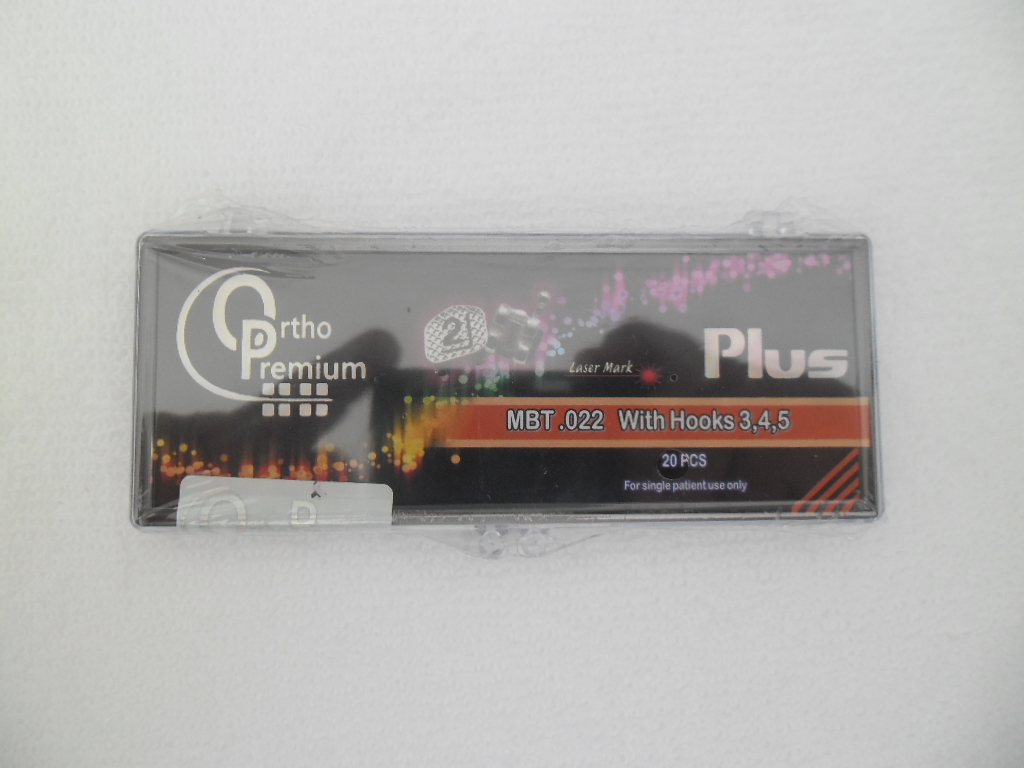 Ortho
Premium
2
Laser Mark
Plus
MBT .022 With Hooks 3,4,5
20 PCS
For single patient use only
O P